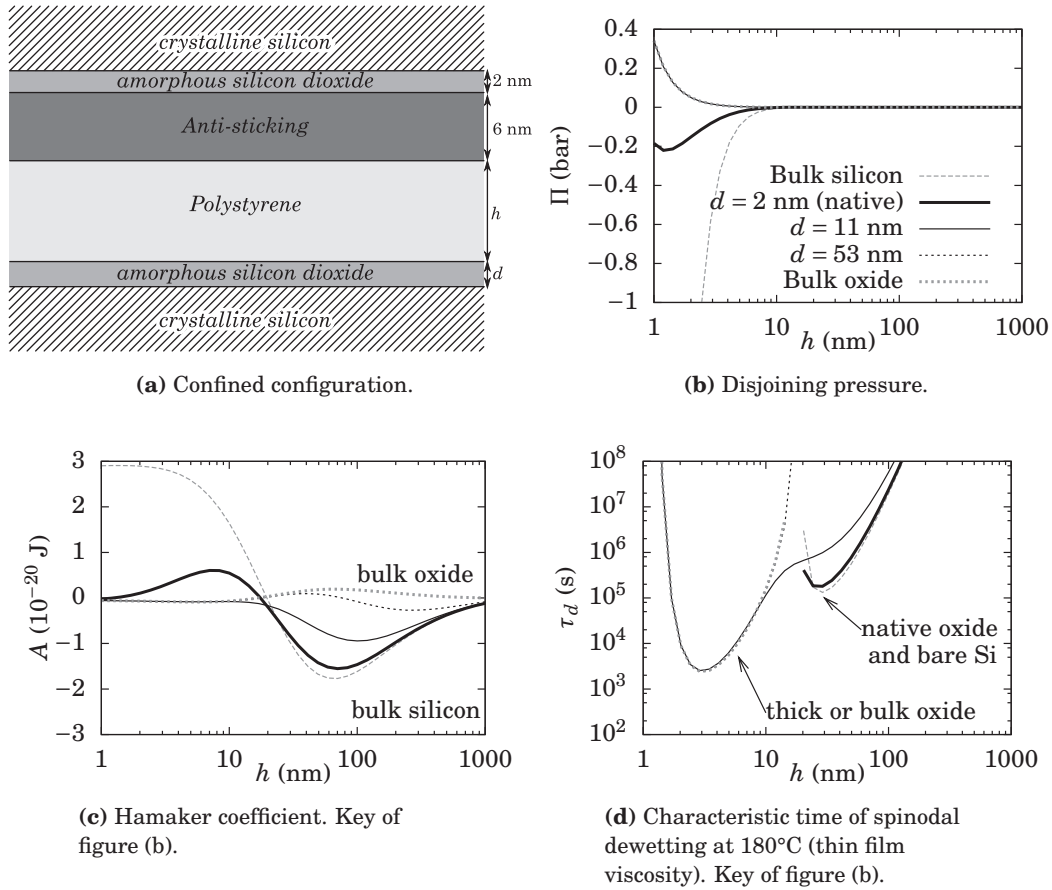 crystalline silicon
amorphous silicon dioxide
2 nm
Anti-sticking
6 nm
Polystyrene
h
amorphous silicon dioxide
d
crystalline silicon
(a) Confined configuration.
0.4
0.2
0
−0.2
−0.4
−0.6
−0.8
−1
Π (bar)
Bulk silicon
d = 2 nm (native)
d = 11 nm
d = 53 nm
Bulk oxide
1
10
100
1000
h (nm)
(b) Disjoining pressure.
3
2
1
0
−1
−2
−3
A (10⁻²⁰ J)
bulk oxide
bulk silicon
1
10
100
1000
h (nm)
(c) Hamaker coefficient. Key of
figure (b).
10⁸
10⁷
10⁶
10⁵
10⁴
10³
10²
τd (s)
native oxide
and bare Si
thick or bulk oxide
1
10
100
1000
h (nm)
(d) Characteristic time of spinodal
dewetting at 180°C (thin film
viscosity). Key of figure (b).